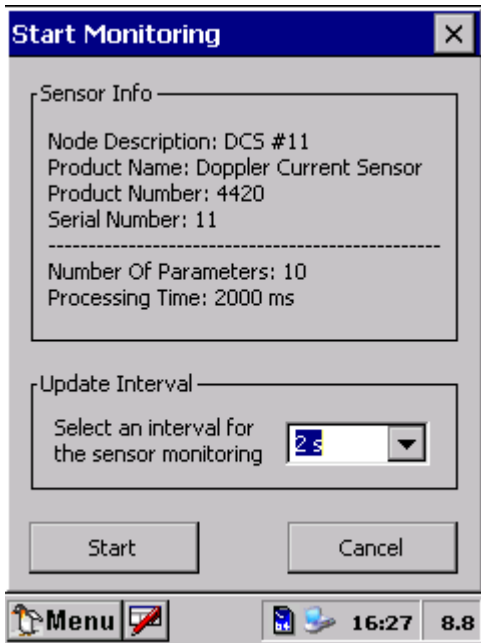 Start Monitoring
Sensor Info
Node Description: DCS #11
Product Name: Doppler Current Sensor
Product Number: 4420
Serial Number: 11
------------------------------------------------
Number Of Parameters: 10
Processing Time: 2000 ms
Update Interval
Select an interval for
the sensor monitoring
2 s
Start Cancel
Menu 16:27 8.8